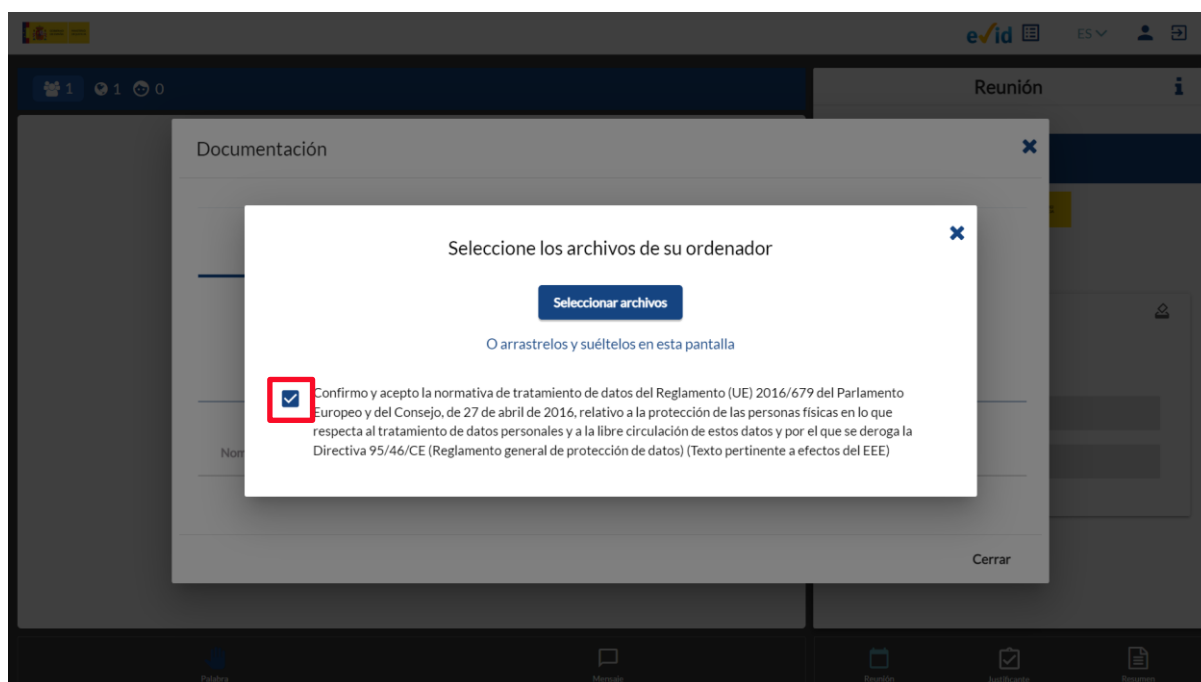 e✓id
ES
1 1 0
Reunión
Documentación
Seleccione los archivos de su ordenador
Seleccionar archivos
O arrastrelos y suéltelos en esta pantalla
Confirmo y acepto la normativa de tratamiento de datos del Reglamento (UE) 2016/679 del Parlamento
Europeo y del Consejo, de 27 de abril de 2016, relativo a la protección de las personas físicas en lo que
respecta al tratamiento de datos personales y a la libre circulación de estos datos y por el que se deroga la
Directiva 95/46/CE (Reglamento general de protección de datos) (Texto pertinente a efectos del EEE)
Nom
Cerrar
Palabra
Mensaje
Reunión
Justificante
Resumen